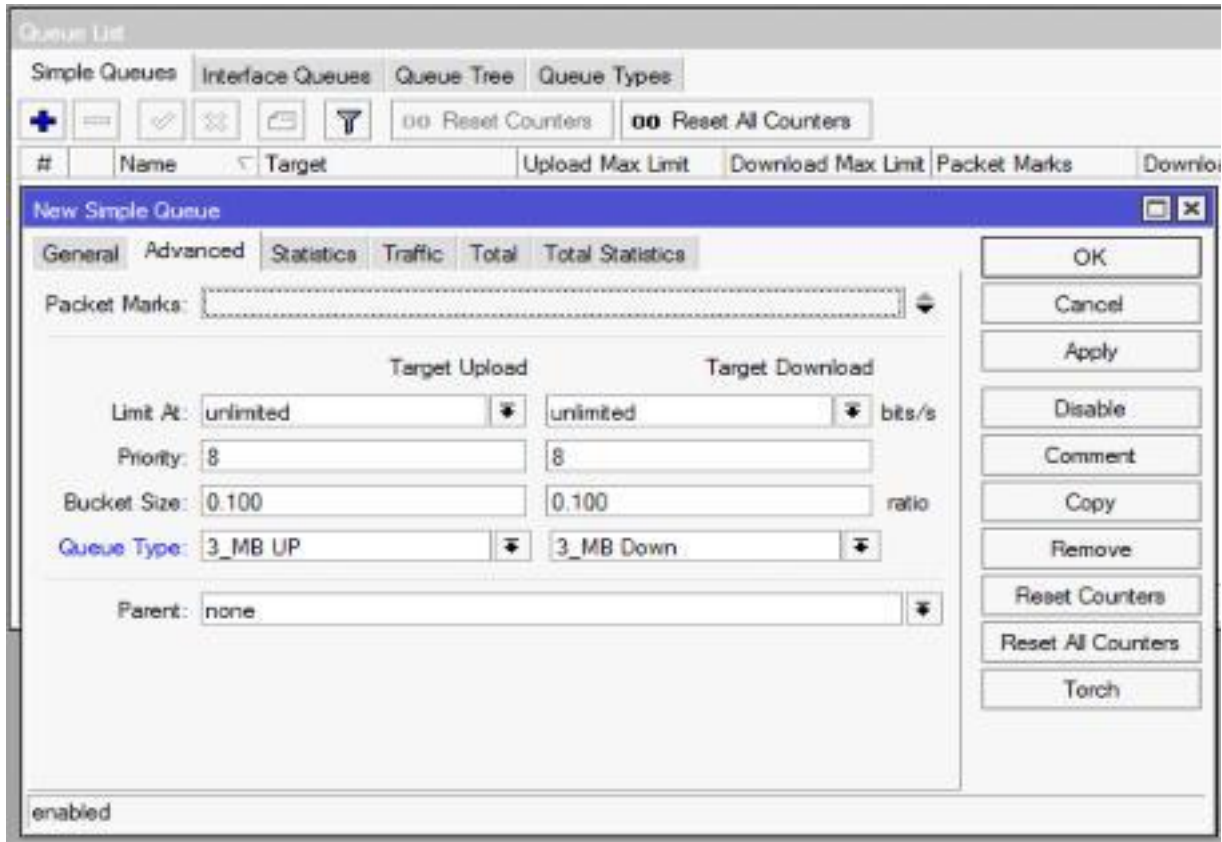 Queue List
Simple Queues Interface Queues Queue Tree Queue Types
00 Reset Counters 00 Reset All Counters
# Name Target Upload Max Limit Download Max Limit Packet Marks
New Simple Queue
General Advanced Statistics Traffic Total Total Statistics
OK
Packet Marks:
Cancel
Apply
Target Upload Target Download
Limit At: unlimited unlimited bits/s
Disable
Priority: 8 8
Comment
Bucket Size: 0.100 0.100 ratio
Copy
Queue Type: 3_MB UP 3_MB Down
Remove
Parent: none
Reset Counters
Reset All Counters
Torch
enabled